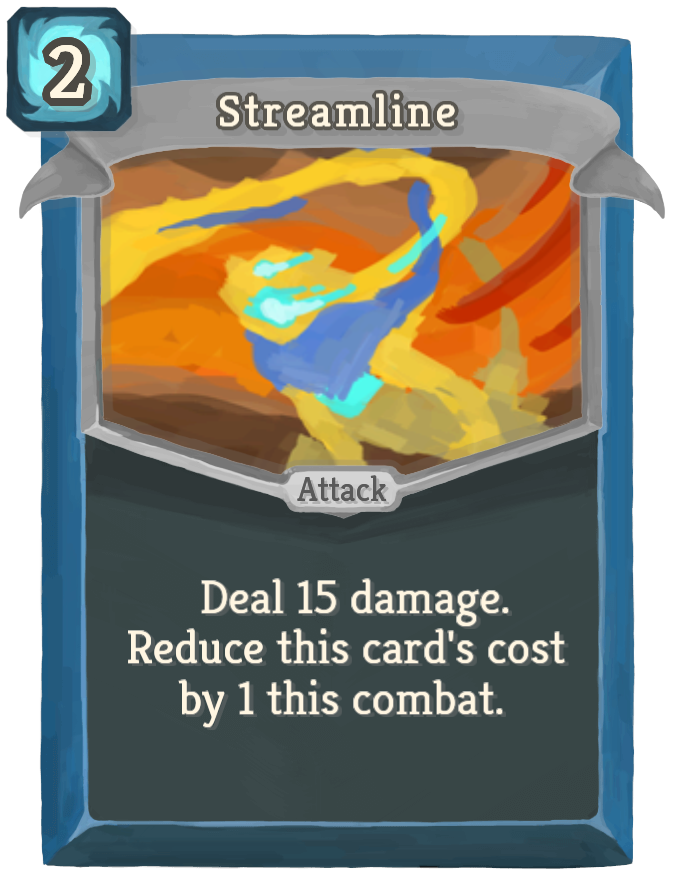 2
Streamline
Attack
Deal 15 damage.
Reduce this card's cost
by 1 this combat.